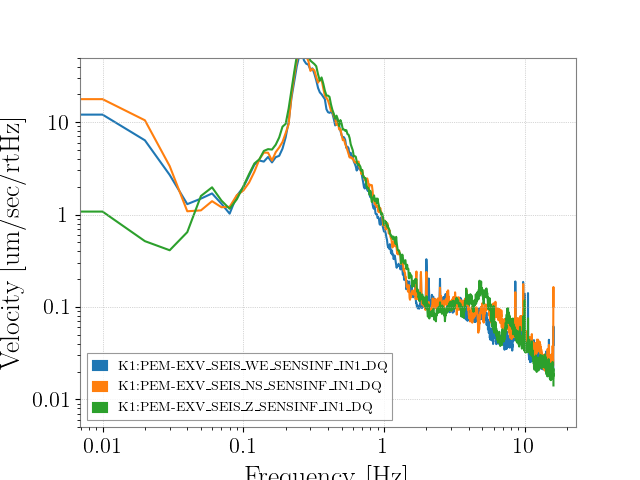 Velocity [um/sec/rtHz]
10
1
0.1
0.01
K1:PEM-EXV_SEIS_WE_SENSINF_IN1_DQ
K1:PEM-EXV_SEIS_NS_SENSINF_IN1_DQ
K1:PEM-EXV_SEIS_Z_SENSINF_IN1_DQ
0.01 0.1 1 10
Frequency [Hz]